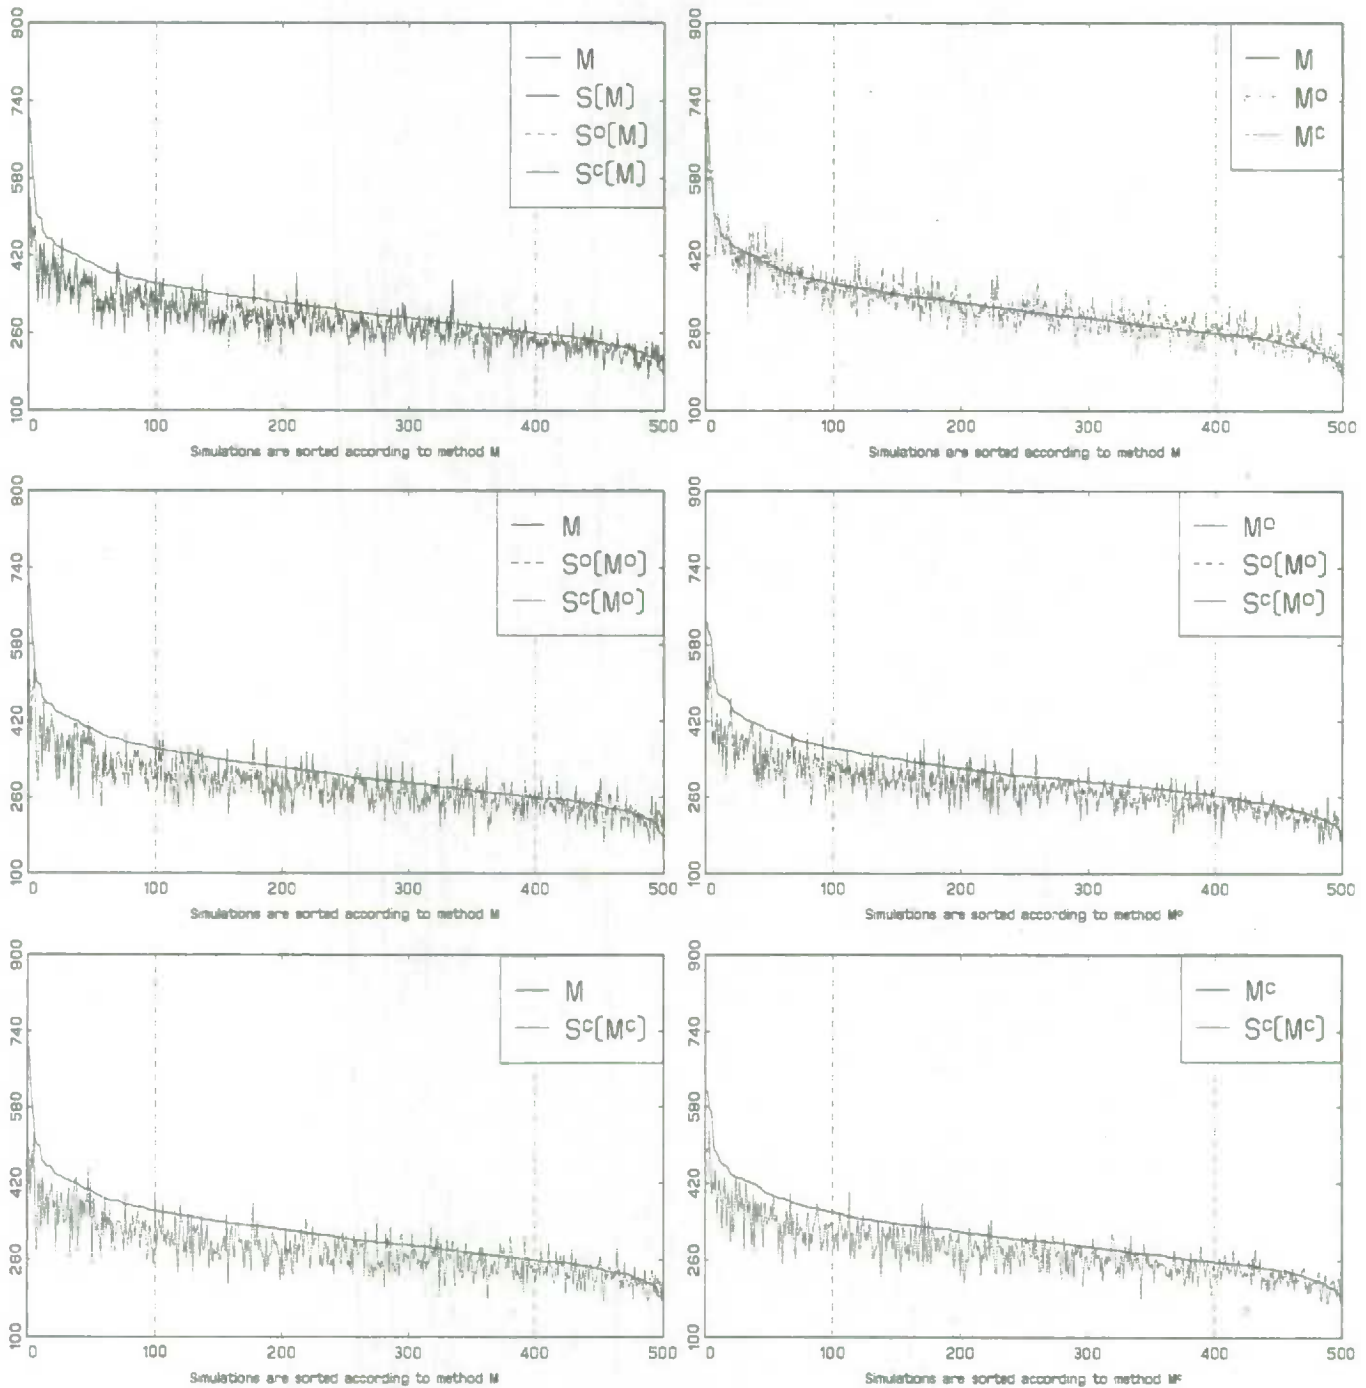 900
740
580
420
260
100
M
S[M]
Sº[M]
Sᶜ[M]
0 100 200 300 400 500
Simulations are sorted according to method M
900
740
580
420
260
100
M
Mº
Mᶜ
0 100 200 300 400 500
Simulations are sorted according to method M
900
740
580
420
260
100
M
Sº[Mº]
Sᶜ[Mº]
0 100 200 300 400 500
Simulations are sorted according to method M
900
740
580
420
260
100
Mº
Sº[Mº]
Sᶜ[Mº]
0 100 200 300 400 500
Simulations are sorted according to method Mº
900
740
580
420
260
100
M
Sᶜ[Mᶜ]
0 100 200 300 400 500
Simulations are sorted according to method M
900
740
580
420
260
100
Mᶜ
Sᶜ[Mᶜ]
0 100 200 300 400 500
Simulations are sorted according to method Mᶜ